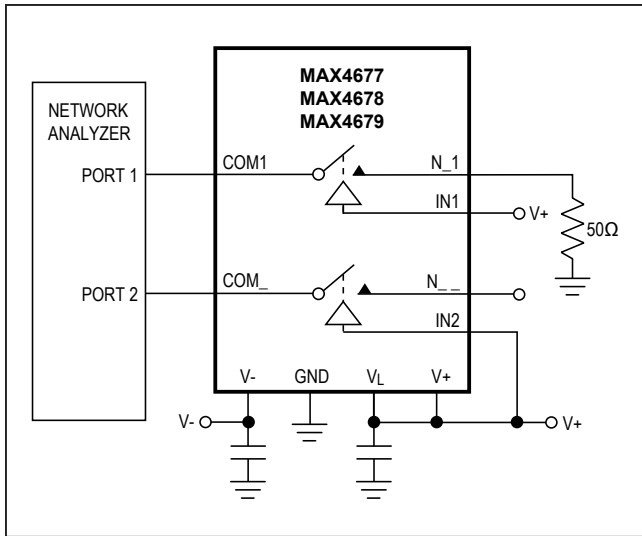 MAX4677
MAX4678
MAX4679
NETWORK
ANALYZER
PORT 1
COM1
N_1
IN1
V+
50Ω
PORT 2
COM_
N_ _
IN2
V-
GND
VL
V+
V-
V+